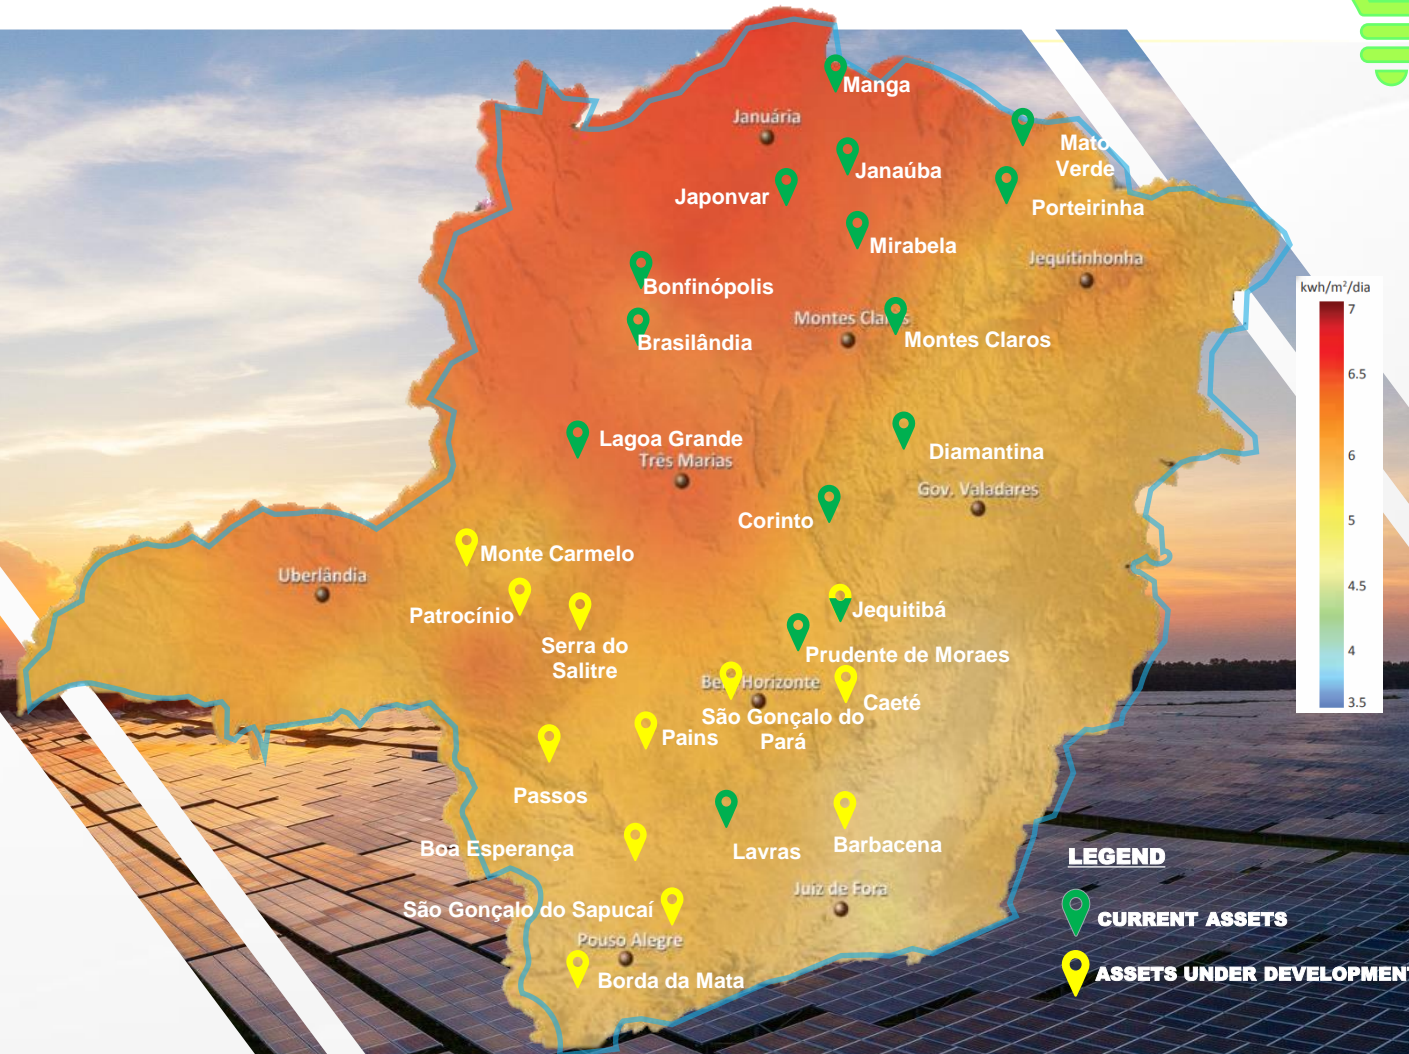 Manga
Januária
Mato
Verde
Janaúba
Japonvar
Porteirinha
Mirabela
Jequitinhonha
Bonfinópolis
kwh/m²/dia
7
Montes Claros
Montes Claros
Brasilândia
6.5
Lagoa Grande
Três Marias
Diamantina
6
Gov. Valadares
Corinto
5
Monte Carmelo
Uberlândia
4.5
Patrocínio
Jequitibá
Serra do
Salitre
Prudente de Moraes
4
Horizonte
Caeté
3.5
São Gonçalo do
Pará
Pains
Passos
Boa Esperança
Lavras
Barbacena
LEGEND
Juiz de Fora
São Gonçalo do Sapucaí
CURRENT ASSETS
Pouso Alegre
Borda da Mata
ASSETS UNDER DEVELOPMENT